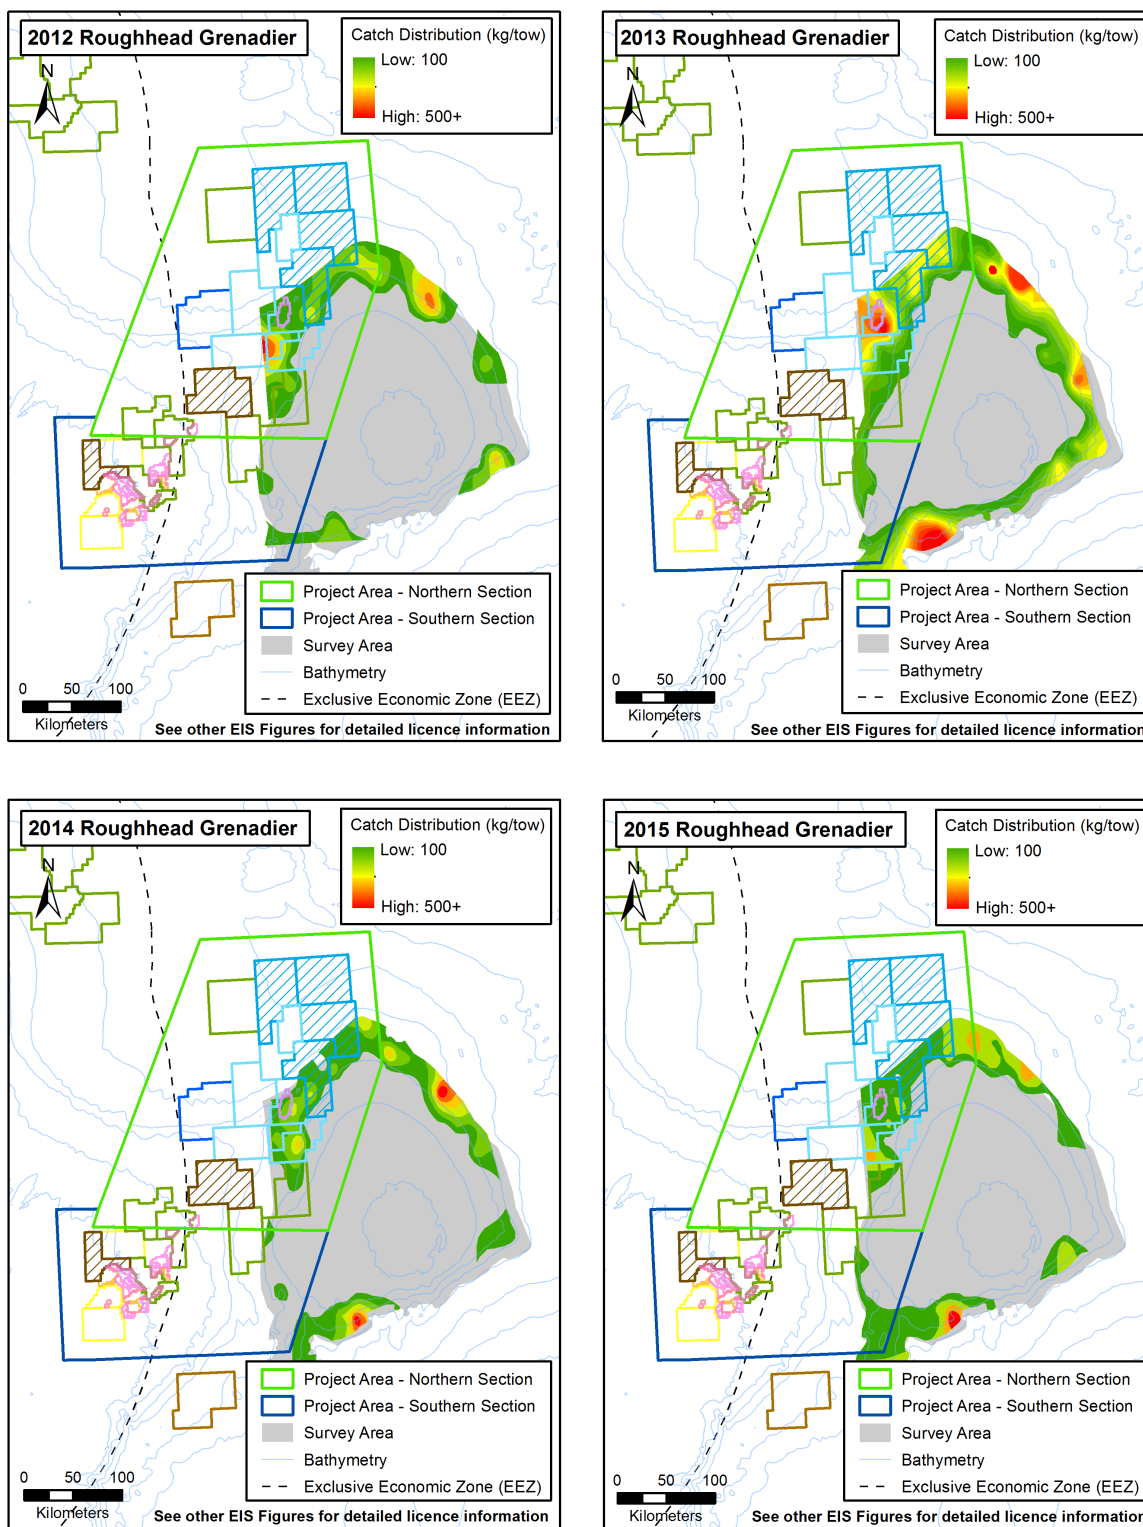 2012 Roughhead Grenadier
Catch Distribution (kg/tow)
Low: 100
High: 500+
N
Project Area - Northern Section
Project Area - Southern Section
Survey Area
Bathymetry
Exclusive Economic Zone (EEZ)
0 50 100
Kilometers
See other EIS Figures for detailed licence information
2013 Roughhead Grenadier
Catch Distribution (kg/tow)
Low: 100
High: 500+
N
Project Area - Northern Section
Project Area - Southern Section
Survey Area
Bathymetry
Exclusive Economic Zone (EEZ)
0 50 100
Kilometers
See other EIS Figures for detailed licence information
2014 Roughhead Grenadier
Catch Distribution (kg/tow)
Low: 100
High: 500+
N
Project Area - Northern Section
Project Area - Southern Section
Survey Area
Bathymetry
Exclusive Economic Zone (EEZ)
0 50 100
Kilometers
See other EIS Figures for detailed licence information
2015 Roughhead Grenadier
Catch Distribution (kg/tow)
Low: 100
High: 500+
N
Project Area - Northern Section
Project Area - Southern Section
Survey Area
Bathymetry
Exclusive Economic Zone (EEZ)
0 50 100
Kilometers
See other EIS Figures for detailed licence information